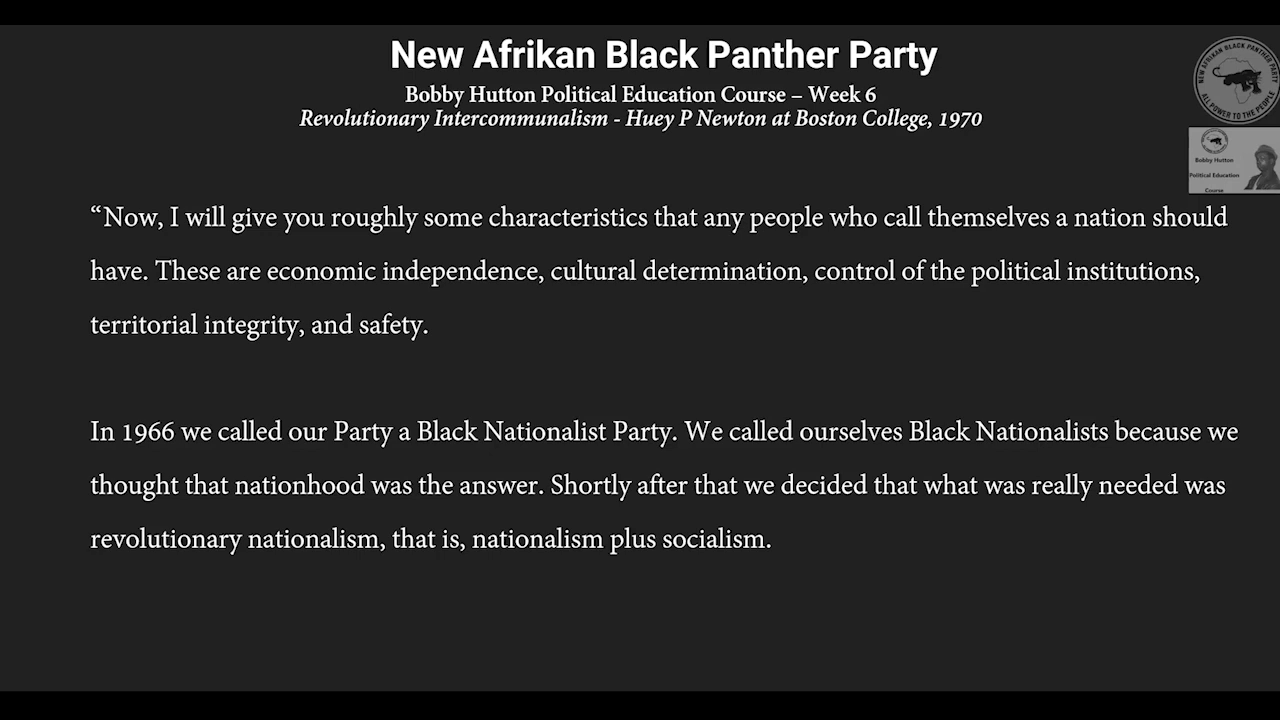 New Afrikan Black Panther Party
Bobby Hutton Political Education Course – Week 6
Revolutionary Intercommunalism - Huey P Newton at Boston College, 1970
NEW AFRIKAN BLACK PANTHER PARTY
ALL POWER TO THE PEOPLE
Bobby Hutton
Political Education
Course
“Now, I will give you roughly some characteristics that any people who call themselves a nation should
have. These are economic independence, cultural determination, control of the political institutions,
territorial integrity, and safety.
In 1966 we called our Party a Black Nationalist Party. We called ourselves Black Nationalists because we
thought that nationhood was the answer. Shortly after that we decided that what was really needed was
revolutionary nationalism, that is, nationalism plus socialism.